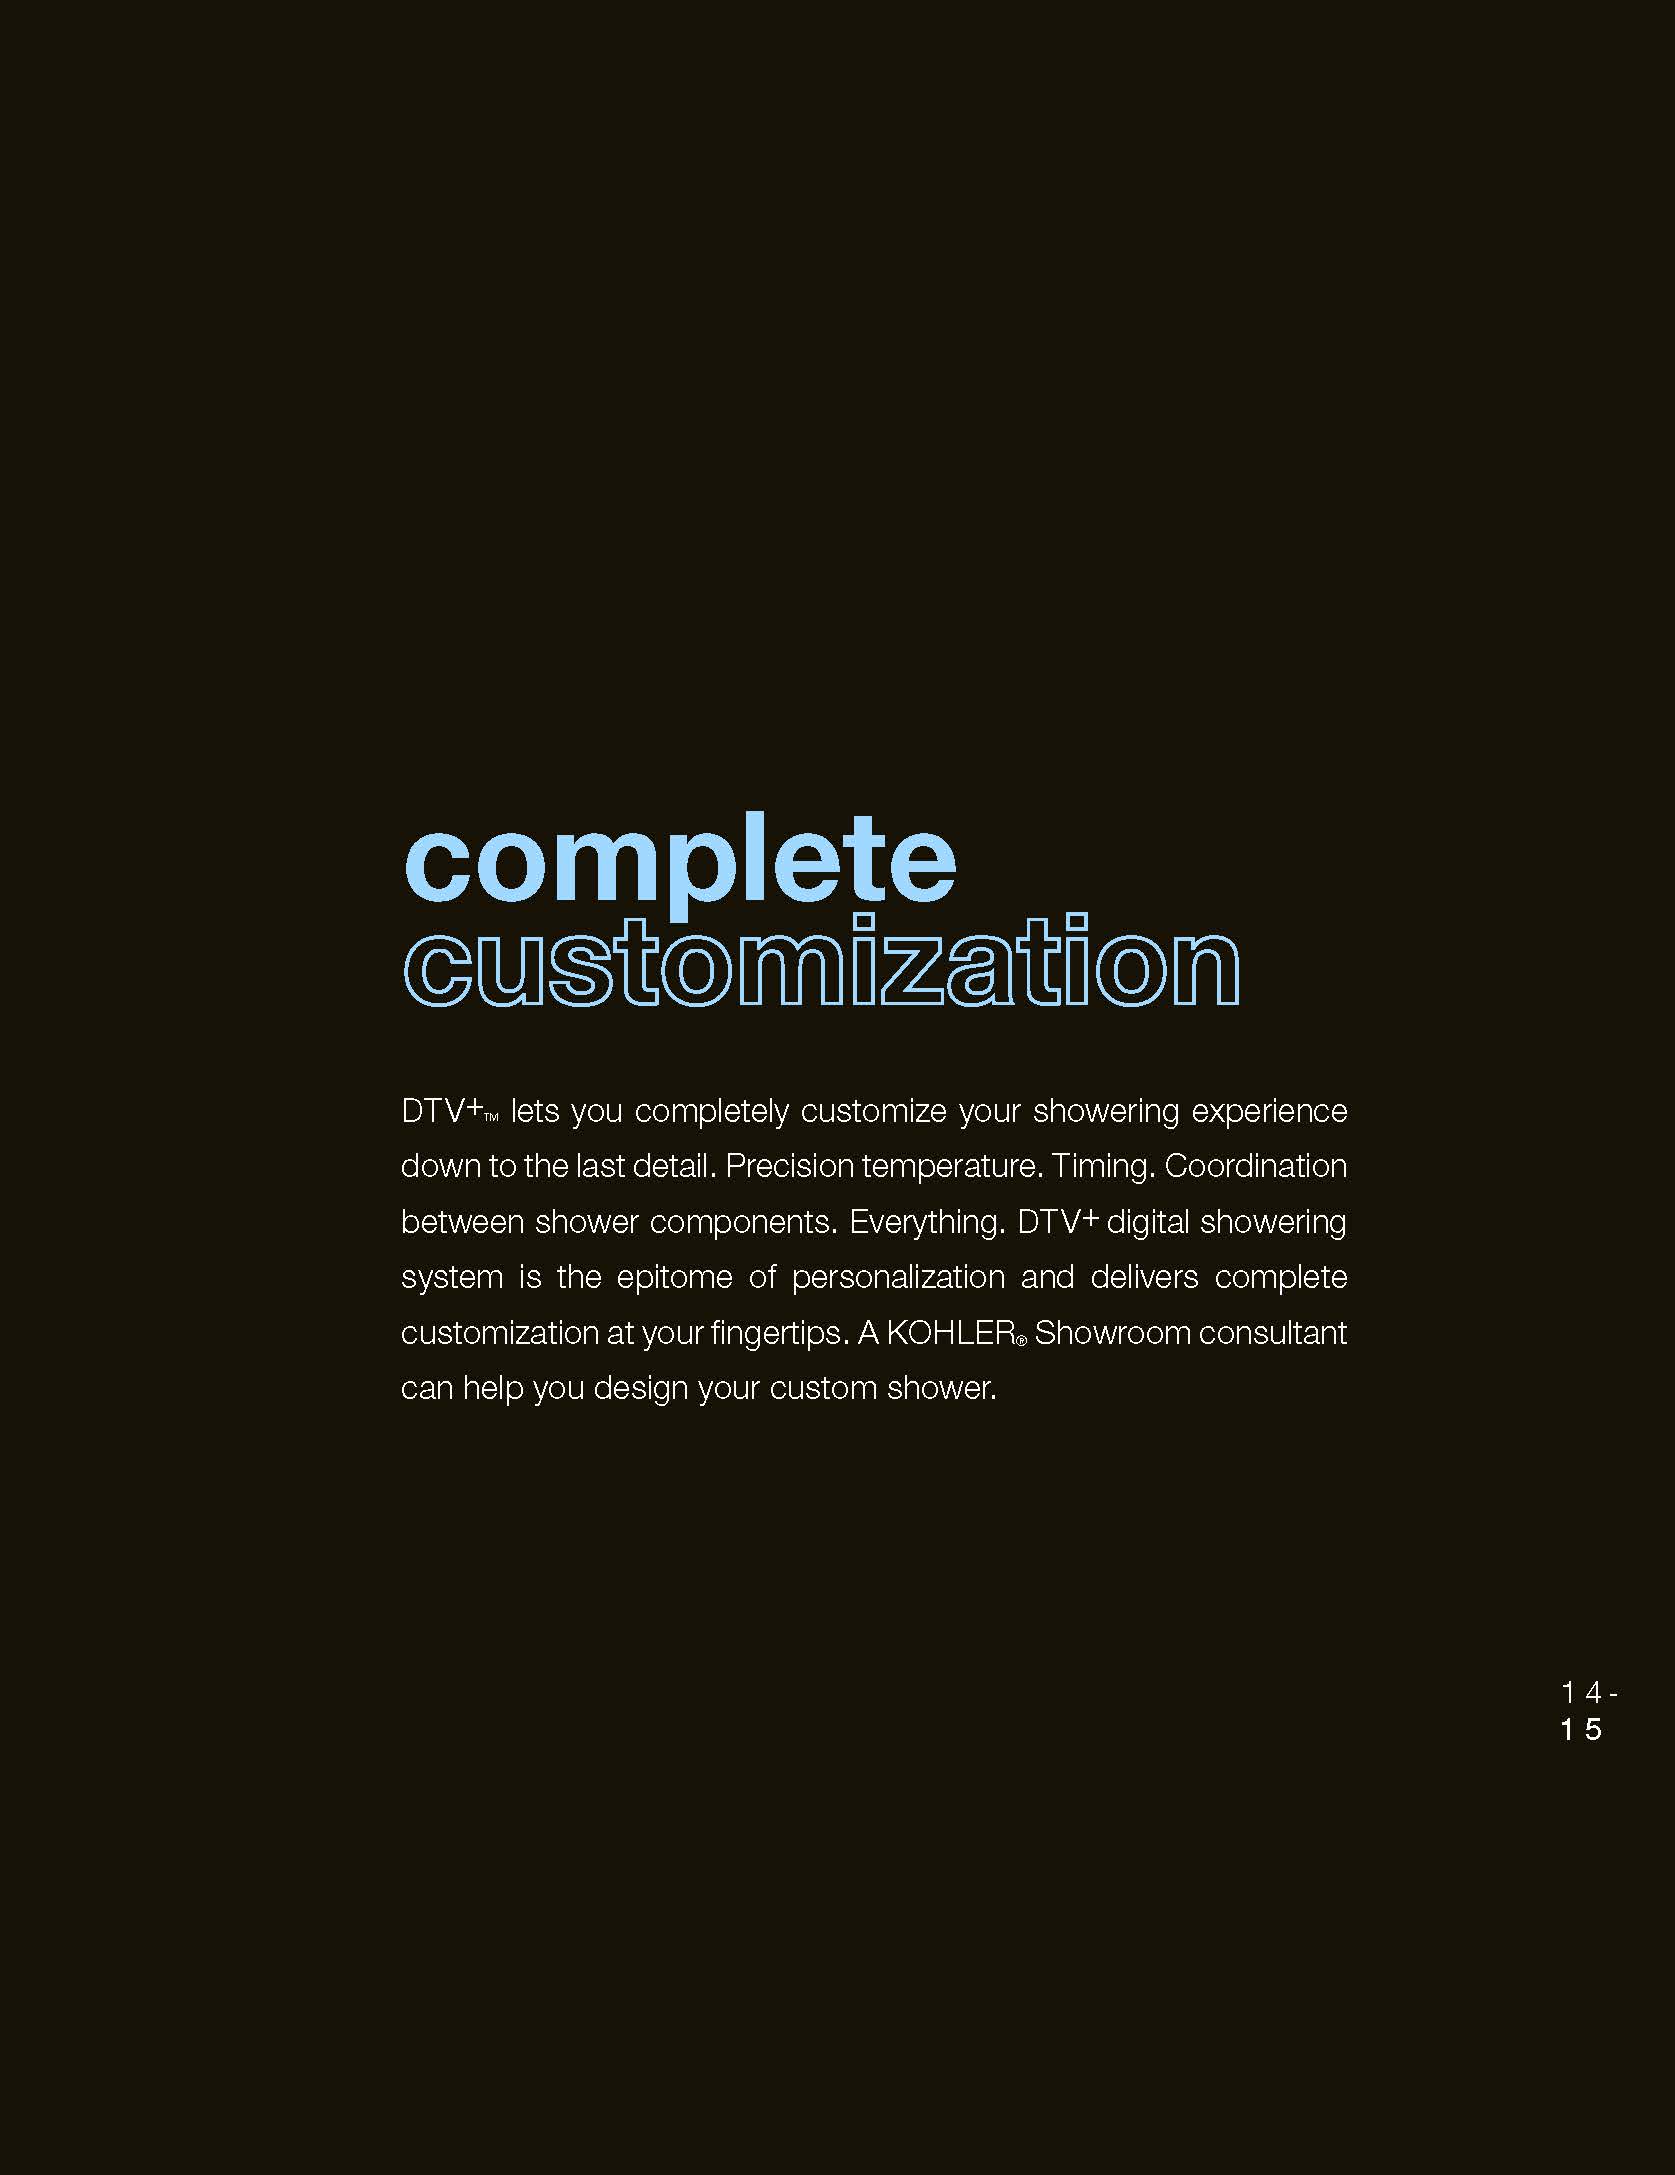 complete
customization
DTV+™ lets you completely customize your showering experience
down to the last detail. Precision temperature. Timing. Coordination
between shower components. Everything. DTV+ digital showering
system is the epitome of personalization and delivers complete
customization at your fingertips. A KOHLER® Showroom consultant
can help you design your custom shower.
14-
15